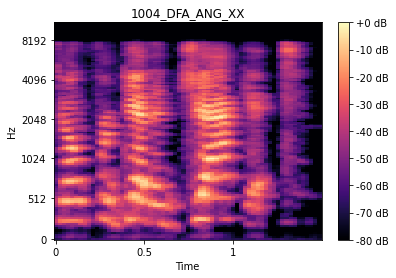 1004_DFA_ANG_XX
8192
4096
2048
1024
512
0
Hz
0
0.5
1
Time
+0 dB
-10 dB
-20 dB
-30 dB
-40 dB
-50 dB
-60 dB
-70 dB
-80 dB